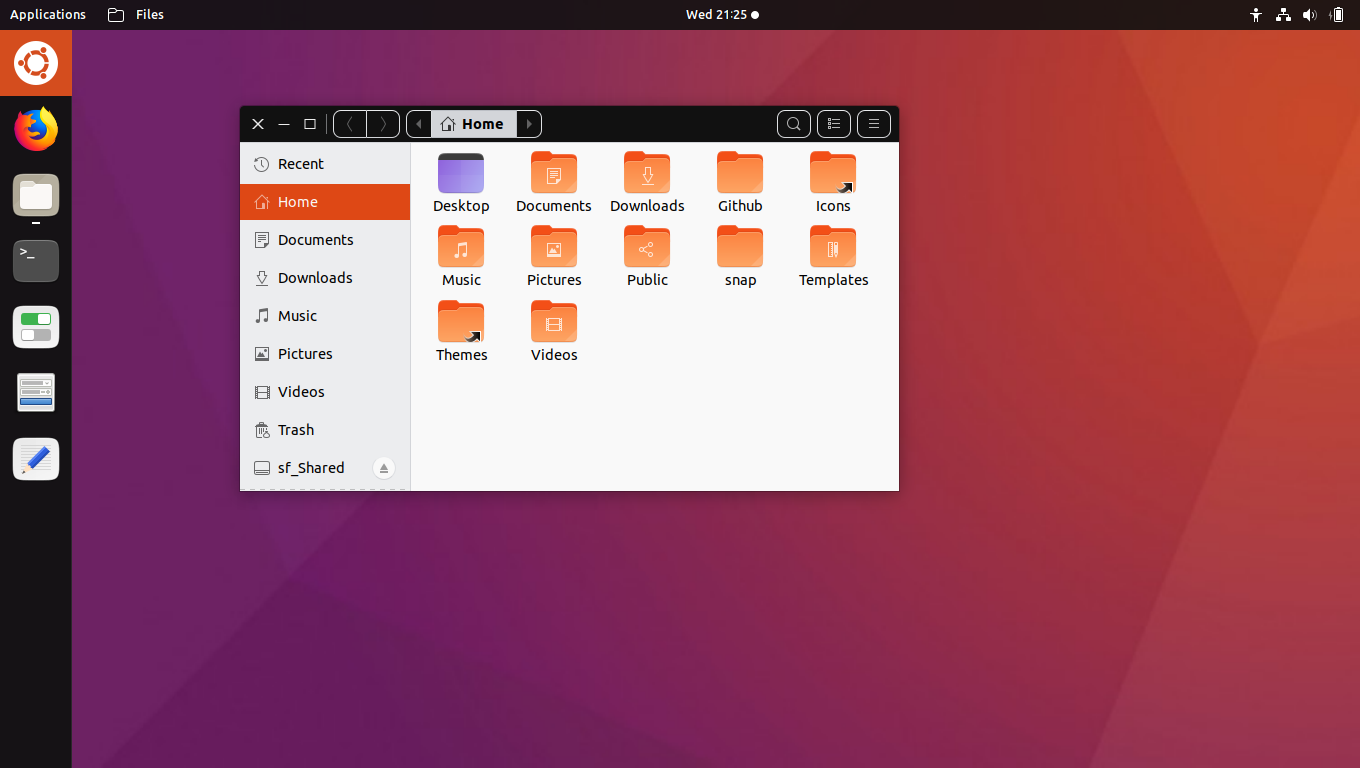 Applications Files Wed 21:25
Home
Recent
Home
Documents
Downloads
Music
Pictures
Videos
Trash
sf_Shared
Desktop Documents Downloads Github Icons
Music Pictures Public snap Templates
Themes Videos
>_